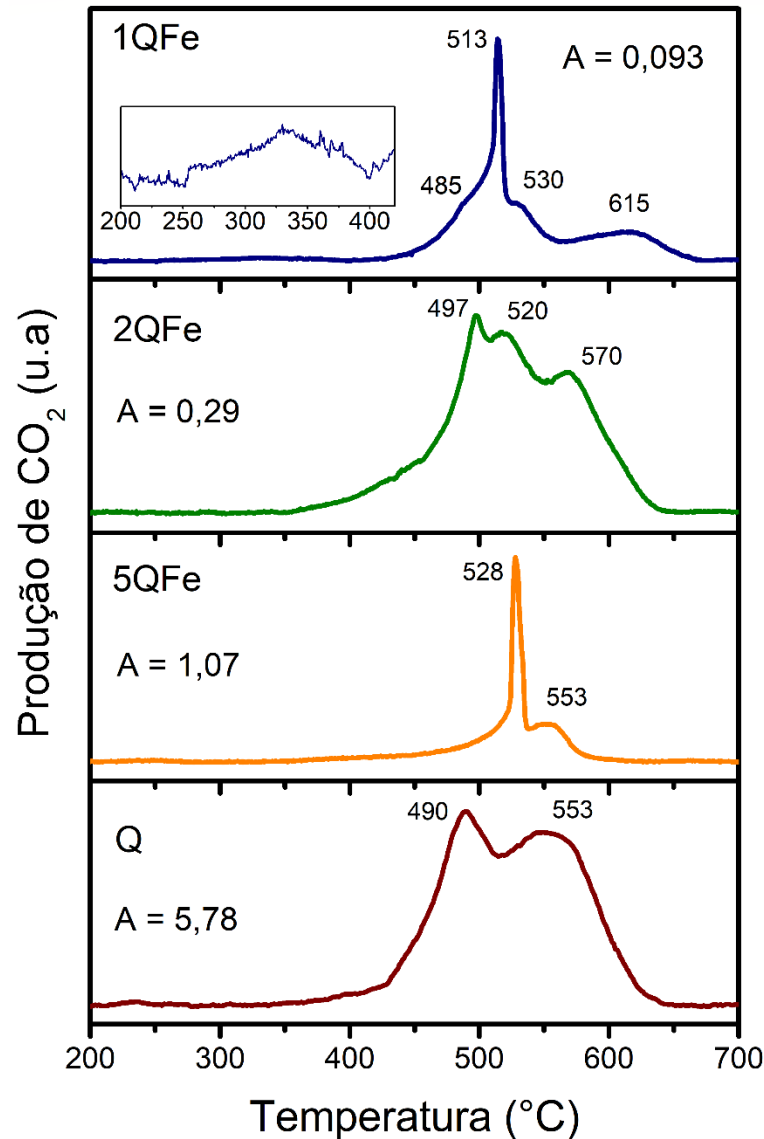 Produção de CO₂ (u.a)
1QFe
513
A = 0,093
485
530
615
200 250 300 350 400
2QFe
497
520
570
A = 0,29
5QFe
528
A = 1,07
553
Q
490
553
A = 5,78
200 300 400 500 600 700
Temperatura (°C)